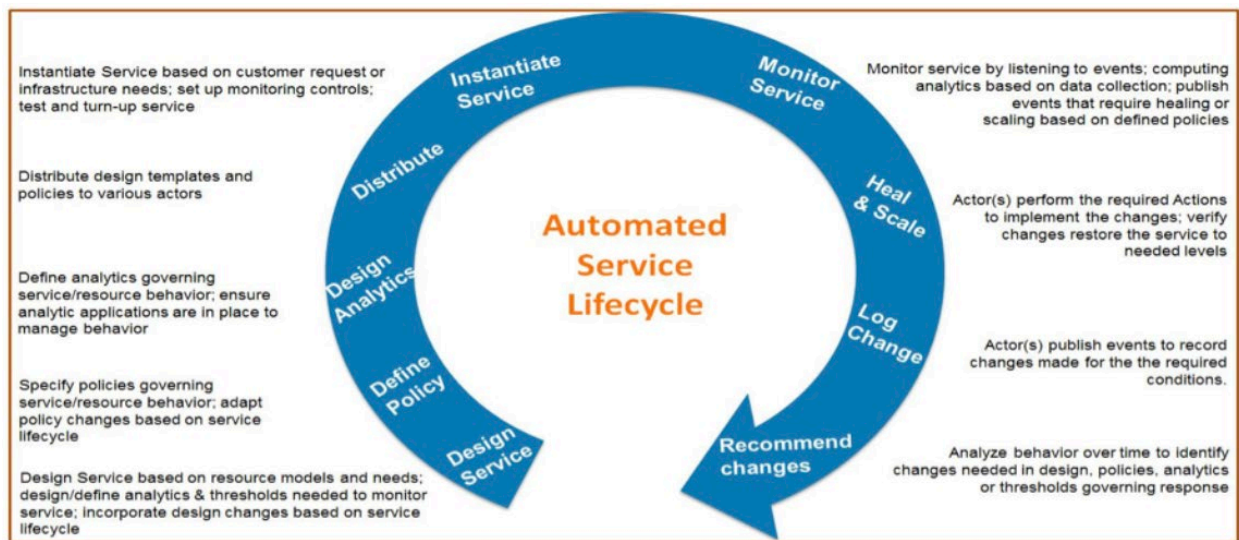 Instantiate Service based on customer request or
infrastructure needs; set up monitoring controls;
test and turn-up service
Distribute design templates and
policies to various actors
Define analytics governing
service/resource behavior; ensure
analytic applications are in place to
manage behavior
Specify policies governing
service/resource behavior; adapt
policy changes based on service
lifecycle
Design Service based on resource models and needs;
design/define analytics & thresholds needed to monitor
service; incorporate design changes based on service
lifecycle
Design
Service
Define
Policy
Design
Analytics
Distribute
Instantiate
Service
Monitor
Service
Heal
& Scale
Log
Change
Recommend
changes
Automated
Service
Lifecycle
Monitor service by listening to events; computing
analytics based on data collection; publish
events that require healing or
scaling based on defined policies
Actor(s) perform the required Actions
to implement the changes; verify
changes restore the service to
needed levels
Actor(s) publish events to record
changes made for the the required
conditions.
Analyze behavior over time to identify
changes needed in design, policies, analytics
or thresholds governing response